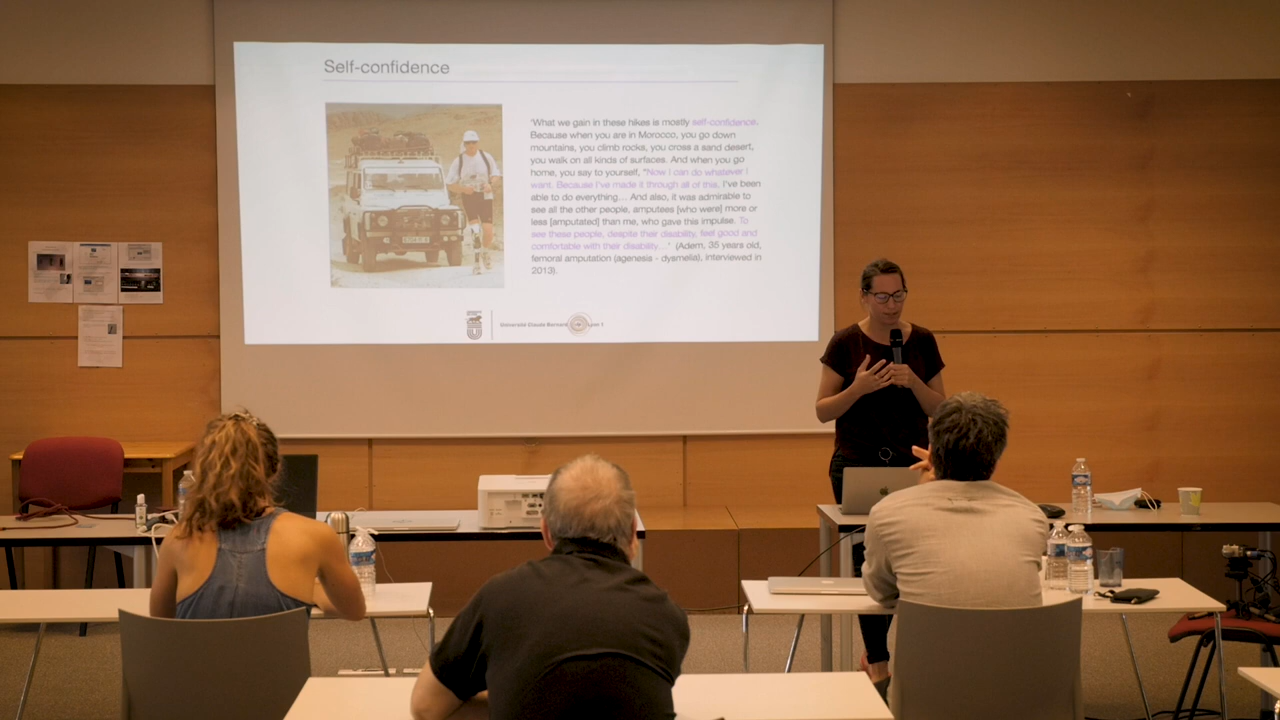 Self-confidence
'What we gain in these hikes is mostly self-confidence.
Because when you are in Morocco, you go down
mountains, you climb rocks, you cross a sand desert,
you walk on all kinds of surfaces. And when you go
home, you say to yourself, "Now I can do whatever I
want. Because I've made it through all of this, I've been
able to do everything... And also, it was admirable to
see all the other people, amputees [who were] more or
less [amputated] than me, who gave this impulse. To
see these people, despite their disability, feel good and
comfortable with their disability…' (Adem, 35 years old,
femoral amputation (agenesis - dysmelia), interviewed in
2013).
Université Claude Bernard Lyon 1